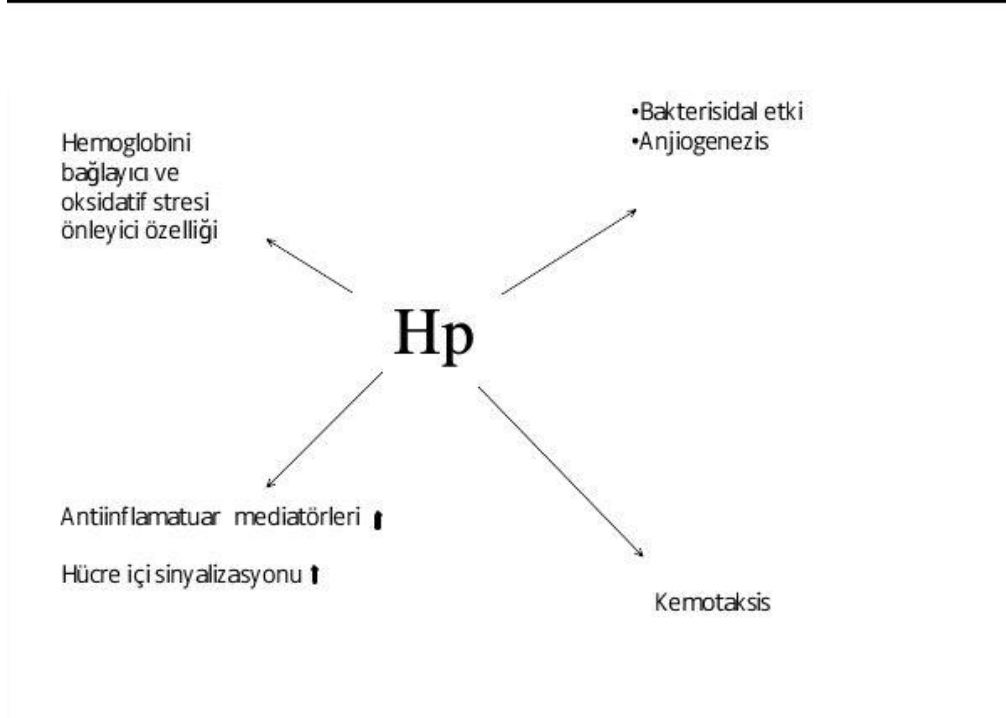 Hemoglobini
bağlayıcı ve
oksidatif stresi
önleyici özelliği
•Bakterisidal etki
•Anjiogenezis
Hp
Antiinflamatuar mediatörleri ⬆
Hücre içi sinyalizasyonu ⬆
Kemotaksis